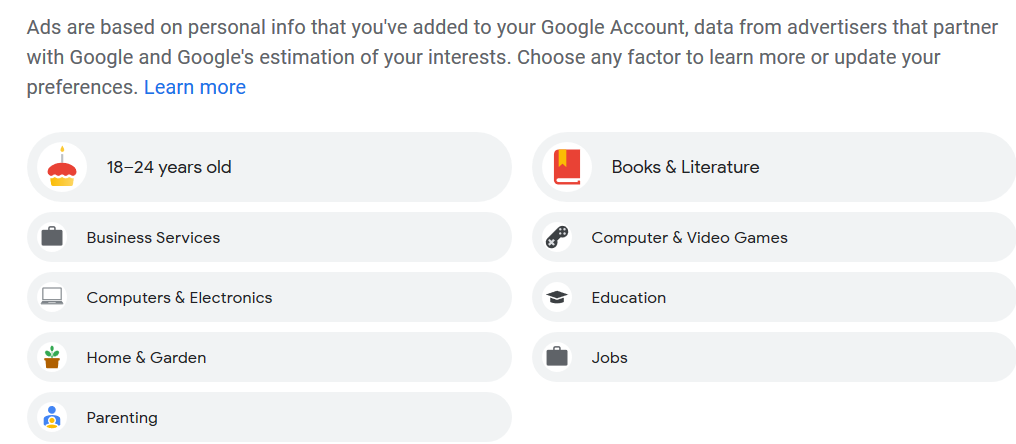 Ads are based on personal info that you've added to your Google Account, data from advertisers that partner
with Google and Google's estimation of your interests. Choose any factor to learn more or update your
preferences. Learn more
18–24 years old
Books & Literature
Business Services
Computer & Video Games
Computers & Electronics
Education
Home & Garden
Jobs
Parenting